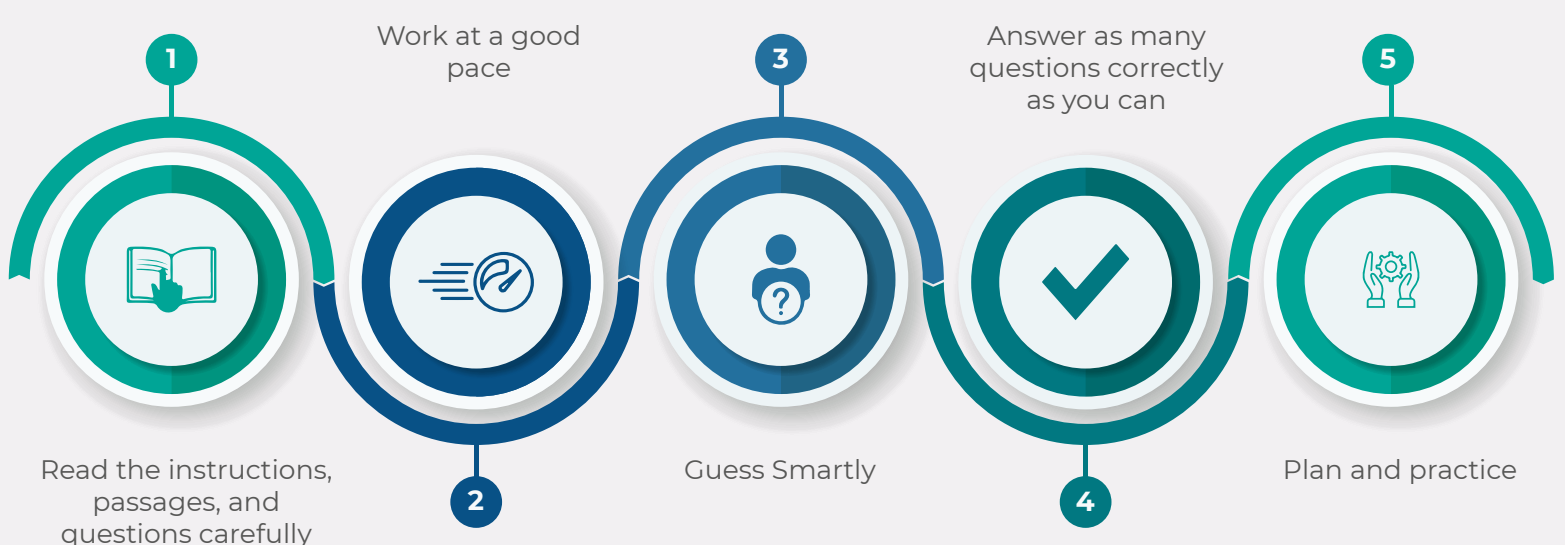 1
Read the instructions,
passages, and
questions carefully
Work at a good
pace
2
3
Guess Smartly
Answer as many
questions correctly
as you can
4
5
Plan and practice
?